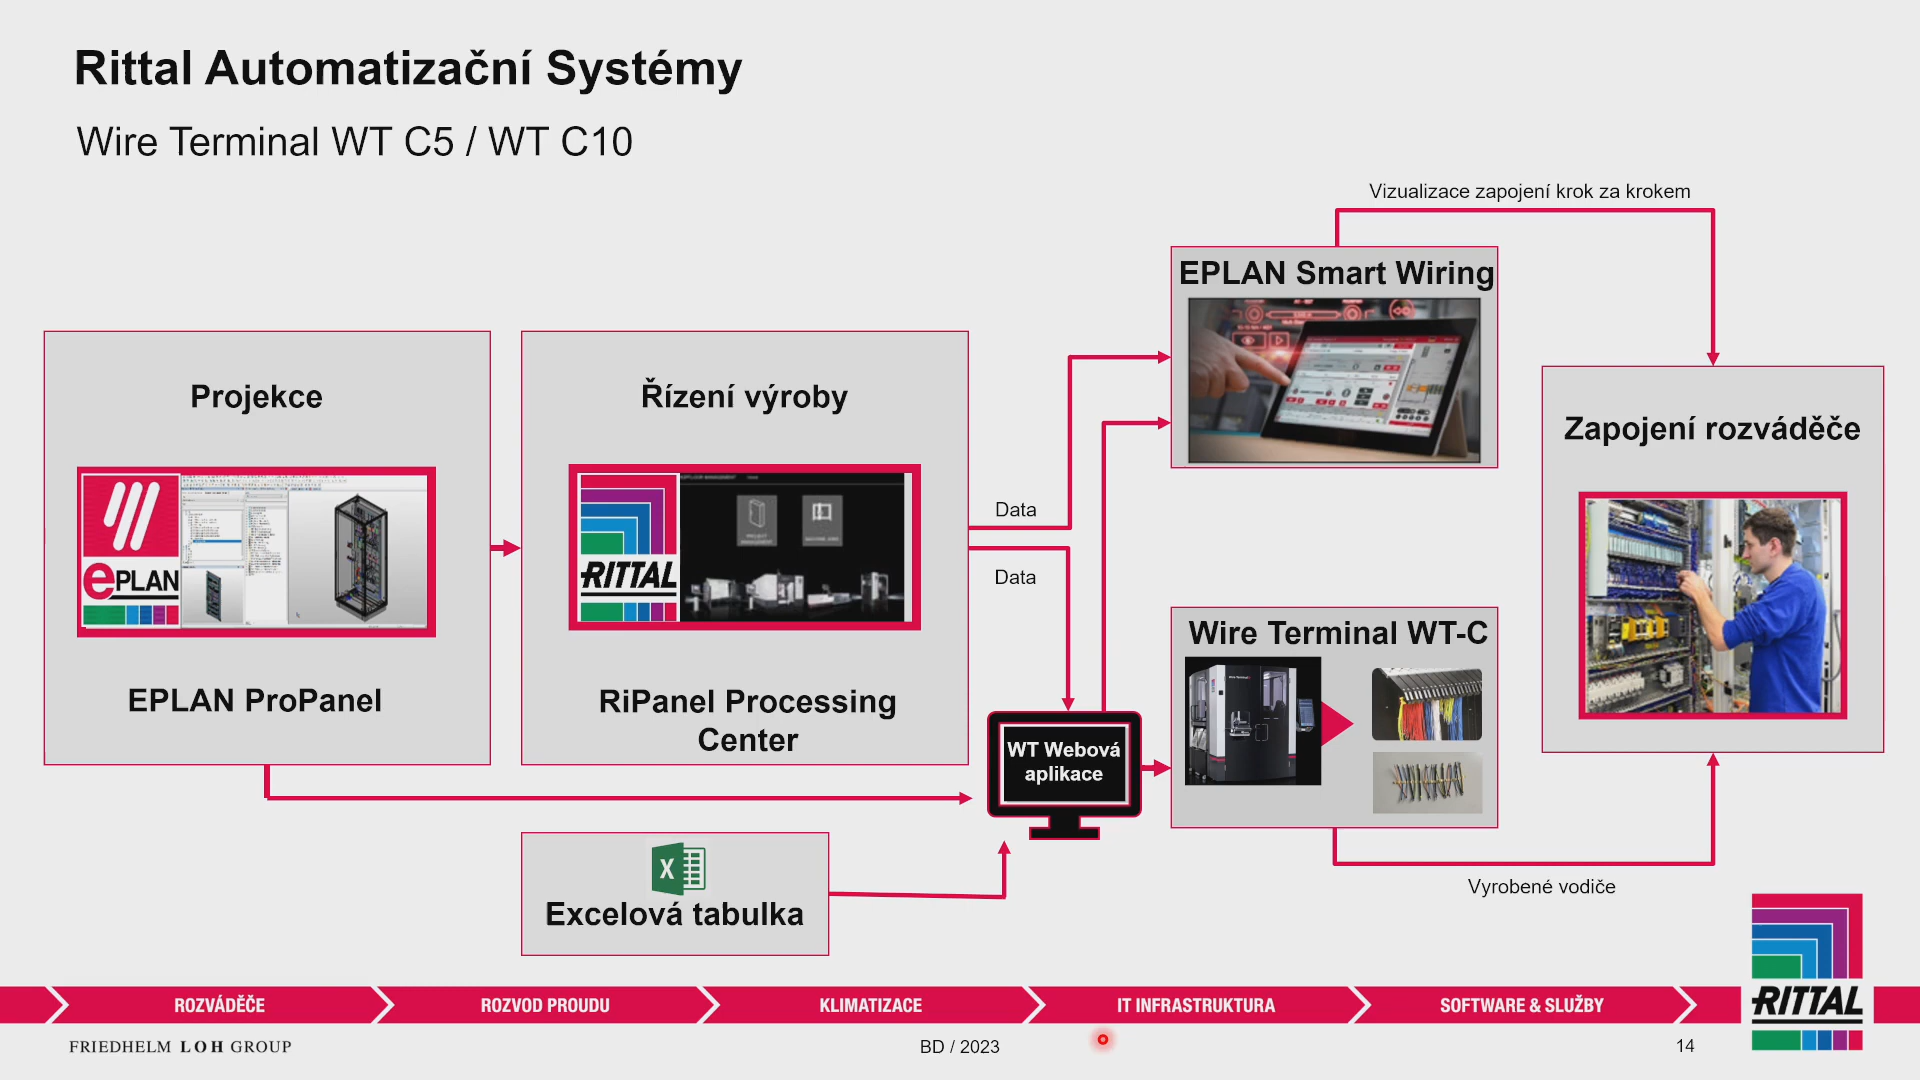 Rittal Automatizační Systémy
Wire Terminal WT C5 / WT C10
Vizualizace zapojení krok za krokem
EPLAN Smart Wiring
Projekce
Řízení výroby
Zapojení rozváděče
ePLAN
RITTAL
Data
Data
Wire Terminal WT-C
EPLAN ProPanel
RiPanel Processing
Center
WT Webová
aplikace
Excelová tabulka
Vyrobené vodiče
ROZVÁDĚČE
ROZVOD PROUDU
KLIMATIZACE
IT INFRASTRUKTURA
SOFTWARE & SLUŽBY
RITTAL
FRIEDHELM LOH GROUP
BD / 2023
14